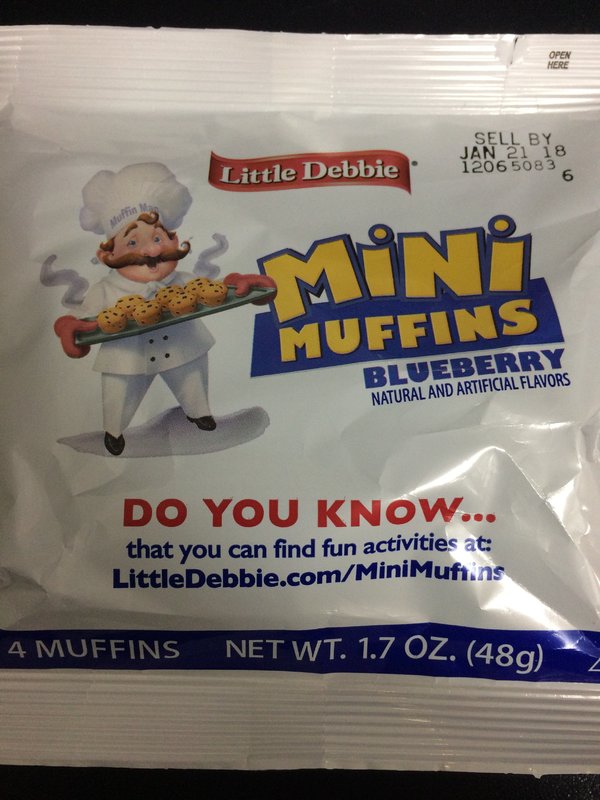 OPEN
HERE
SELL BY
JAN 21 18
12065083
6
Little Debbie
Muffin Man
MiNi
MUFFINS
BLUEBERRY
NATURAL AND ARTIFICIAL FLAVORS
DO YOU KNOW...
that you can find fun activities at:
LittleDebbie.com/MiniMuffins
4 MUFFINS NET WT. 1.7 OZ. (48g)